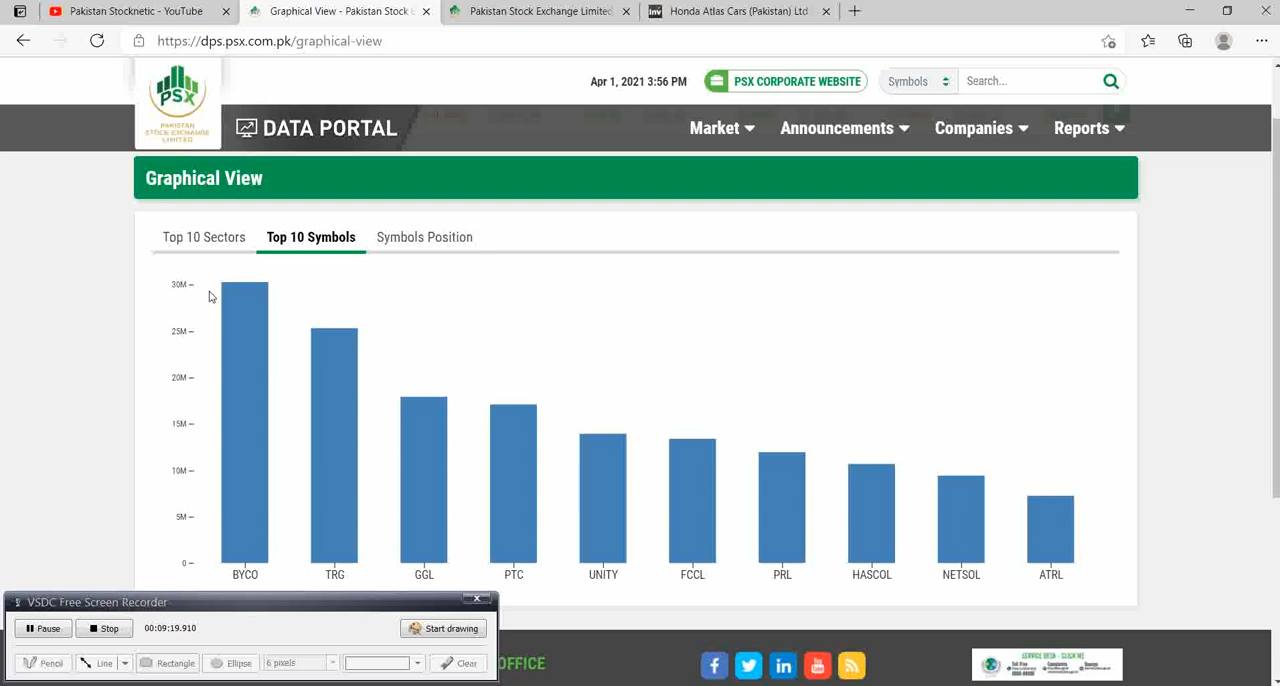 Pakistan Stocknetic - YouTube
Graphical View - Pakistan Stock E
Pakistan Stock Exchange Limited
Honda Atlas Cars (Pakistan) Ltd
https://dps.psx.com.pk/graphical-view
PSX
PAKISTAN
STOCK EXCHANGE
LIMITED
Apr 1, 2021 3:56 PM
PSX CORPORATE WEBSITE
Symbols
Search...
DATA PORTAL
Market
Announcements
Companies
Reports
Graphical View
Top 10 Sectors
Top 10 Symbols
Symbols Position
30M
25M
20M
15M
10M
5M
0
BYCO TRG GGL PTC UNITY FCCL PRL HASCOL NETSOL ATRL
VSDC Free Screen Recorder
Pause
Stop
00:09:19.910
Start drawing
Pencil
Line
Rectangle
Ellipse
6 pixels
Clear
OFFICE
SERVICE DESK - CLICK ME